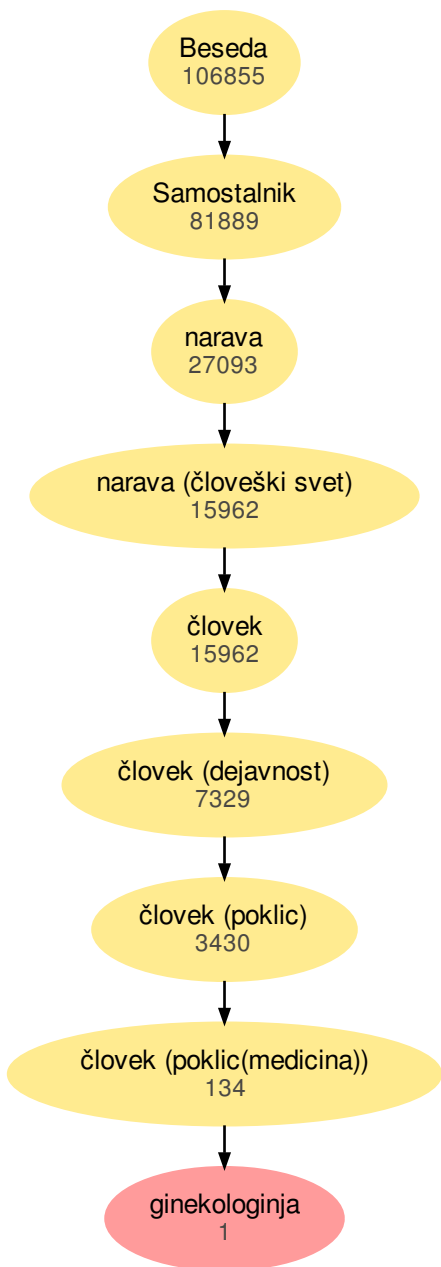 Beseda
106855
Samostalnik
81889
narava
27093
narava (človeški svet)
15962
človek
15962
človek (dejavnost)
7329
človek (poklic)
3430
človek (poklic(medicina))
134
ginekologinja
1